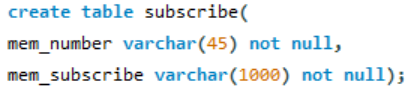 create table subscribe(
mem_number varchar(45) not null,
mem_subscribe varchar(1000) not null);